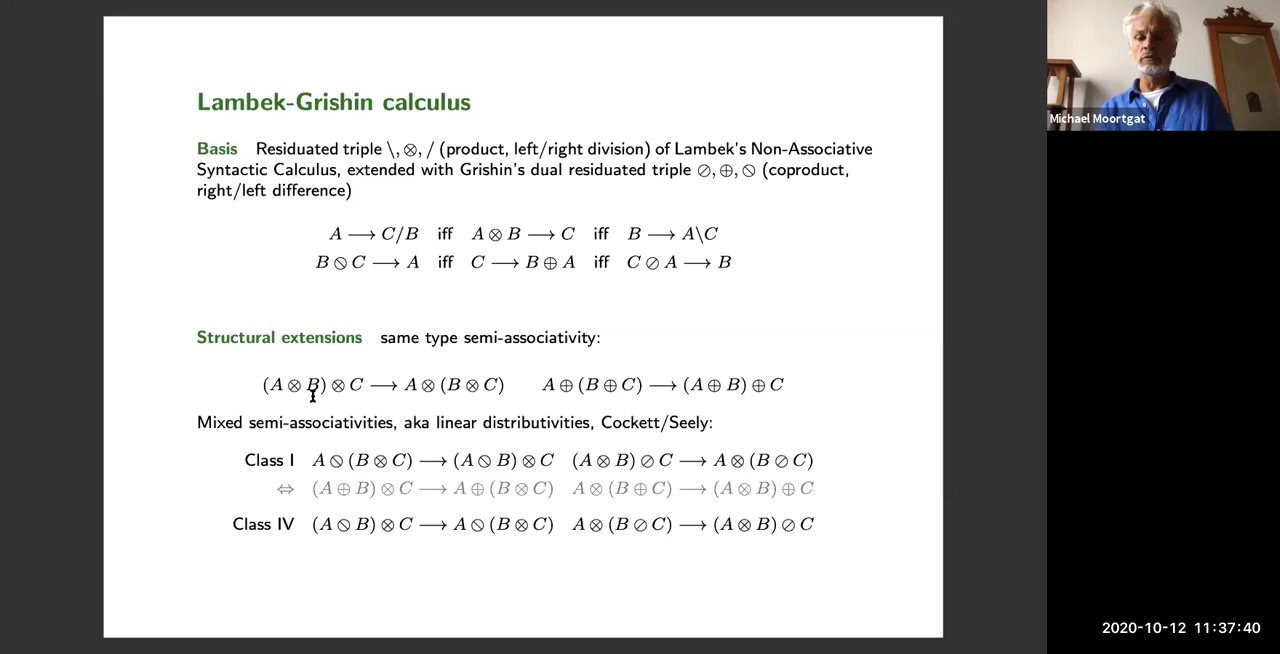 Lambek-Grishin calculus
Basis Residuated triple \, ⊗, / (product, left/right division) of Lambek's Non-Associative
Syntactic Calculus, extended with Grishin's dual residuated triple ⊘, ⊕, ⦸ (coproduct,
right/left difference)
A ⟶ C/B iff A ⊗ B ⟶ C iff B ⟶ A\C
B ⦸ C ⟶ A iff C ⟶ B ⊕ A iff C ⊘ A ⟶ B
Structural extensions same type semi-associativity:
(A ⊗ B) ⊗ C ⟶ A ⊗ (B ⊗ C) A ⊕ (B ⊕ C) ⟶ (A ⊕ B) ⊕ C
Mixed semi-associativities, aka linear distributivities, Cockett/Seely:
Class I A ⦸ (B ⊗ C) ⟶ (A ⦸ B) ⊗ C (A ⊗ B) ⊘ C ⟶ A ⊗ (B ⊘ C)
⇔ (A ⊕ B) ⊗ C ⟶ A ⊕ (B ⊗ C) A ⊗ (B ⊕ C) ⟶ (A ⊗ B) ⊕ C
Class IV (A ⦸ B) ⊗ C ⟶ A ⦸ (B ⊗ C) A ⊗ (B ⊘ C) ⟶ (A ⊗ B) ⊘ C
Michael Moortgat
2020-10-12 11:37:40